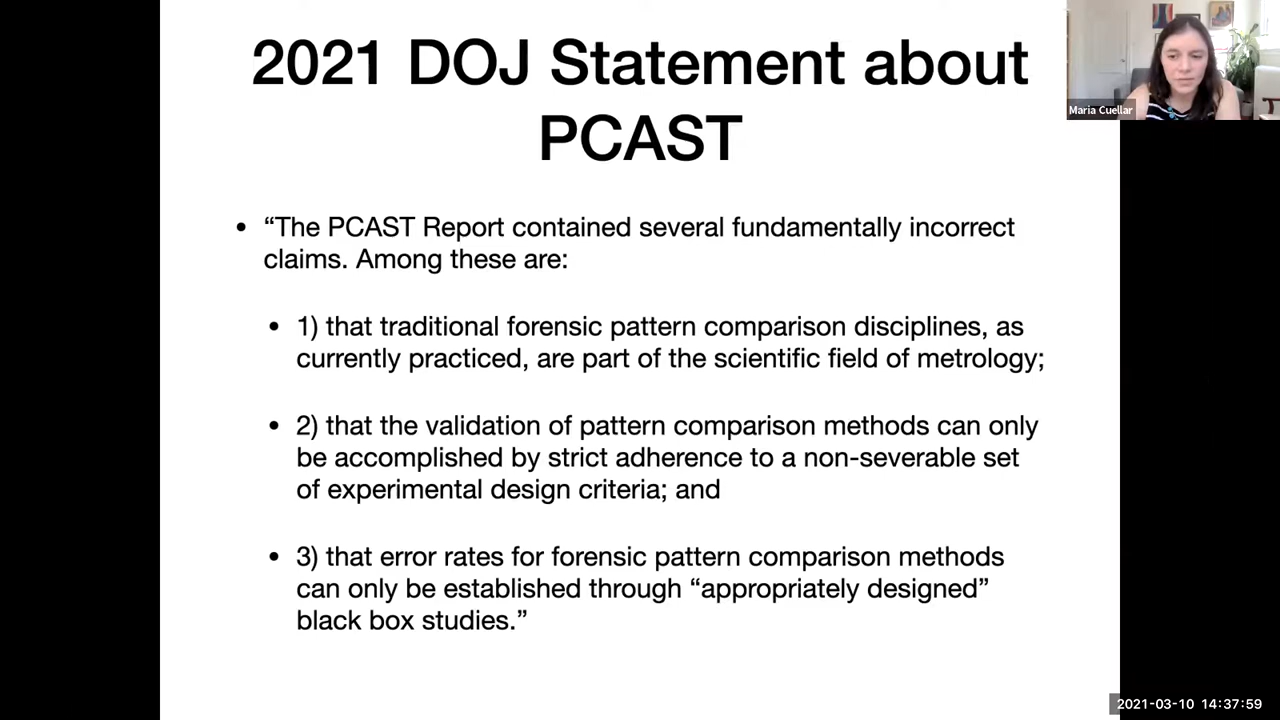 2021 DOJ Statement about
PCAST
Maria Cuellar
• “The PCAST Report contained several fundamentally incorrect
claims. Among these are:
• 1) that traditional forensic pattern comparison disciplines, as
currently practiced, are part of the scientific field of metrology;
• 2) that the validation of pattern comparison methods can only
be accomplished by strict adherence to a non-severable set
of experimental design criteria; and
• 3) that error rates for forensic pattern comparison methods
can only be established through “appropriately designed”
black box studies.”
2021-03-10 14:37:59